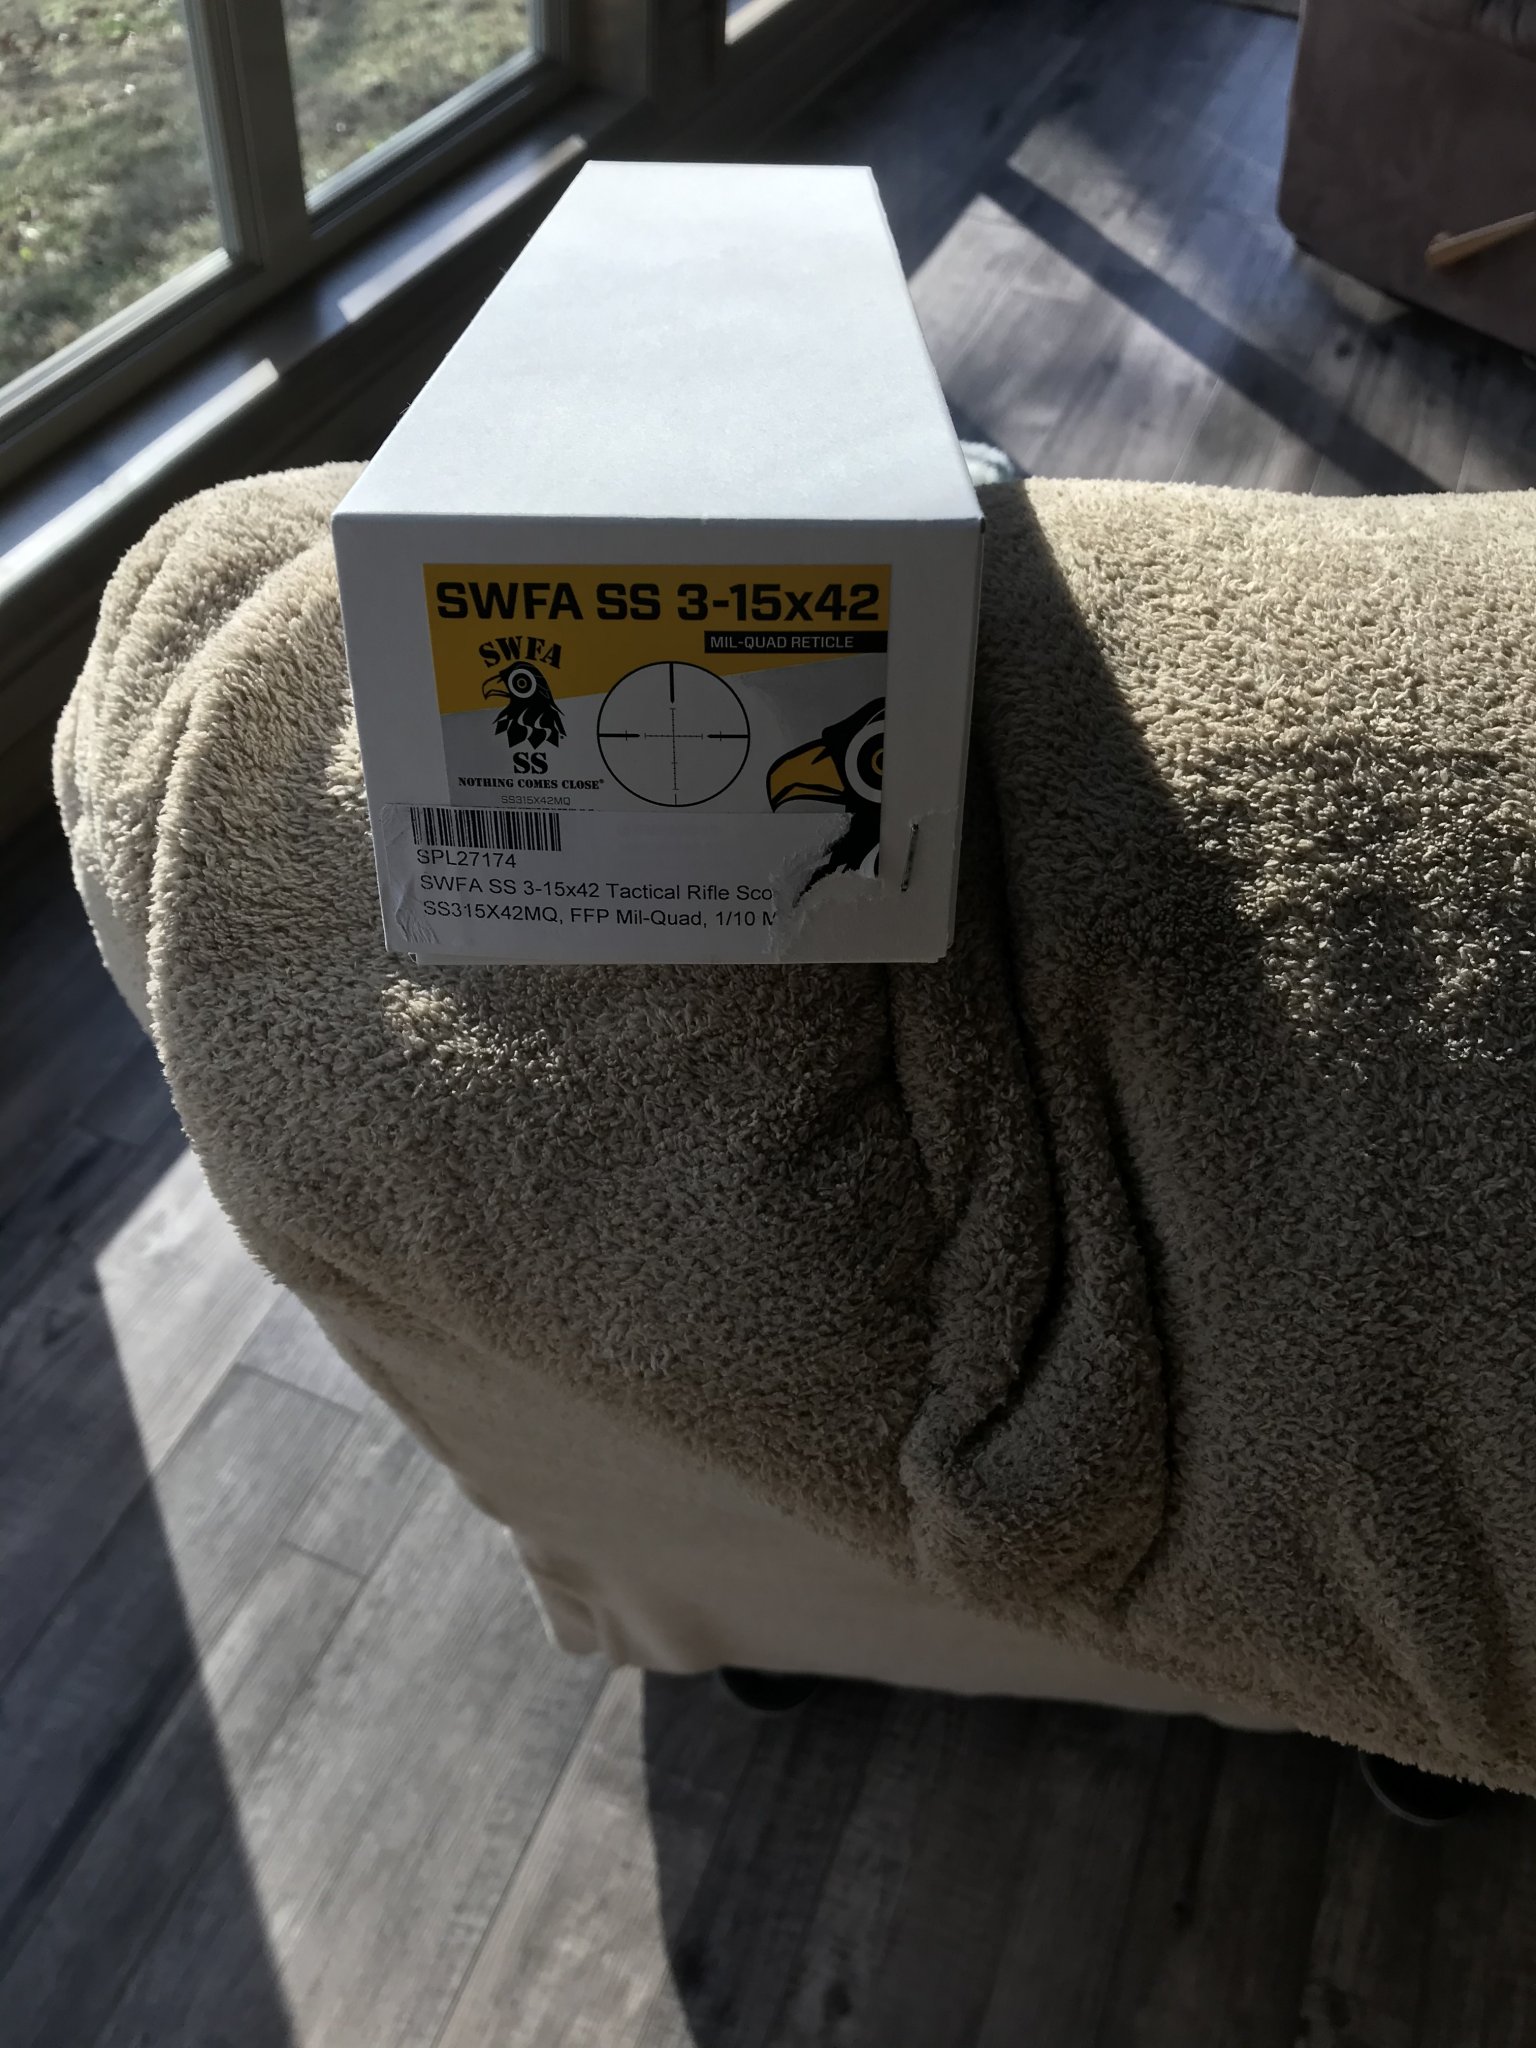 SWFA SS 3-15x42
MIL-QUAD RETICLE
SWFA
SS
NOTHING COMES CLOSE®
SS315X42MQ
SPL27174
SWFA SS 3-15x42 Tactical Rifle Sco
SS315X42MQ, FFP Mil-Quad, 1/10 M